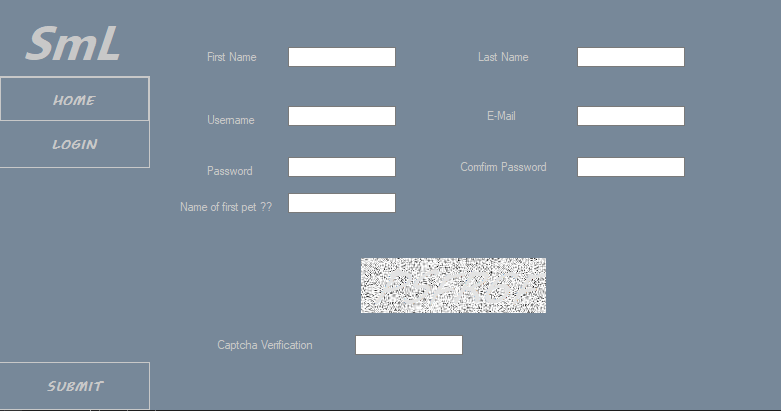 SmL
HOME
LOGIN
First Name
Last Name
Username
E-Mail
Password
Comfirm Password
Name of first pet ??
Captcha Verification
SUBMIT